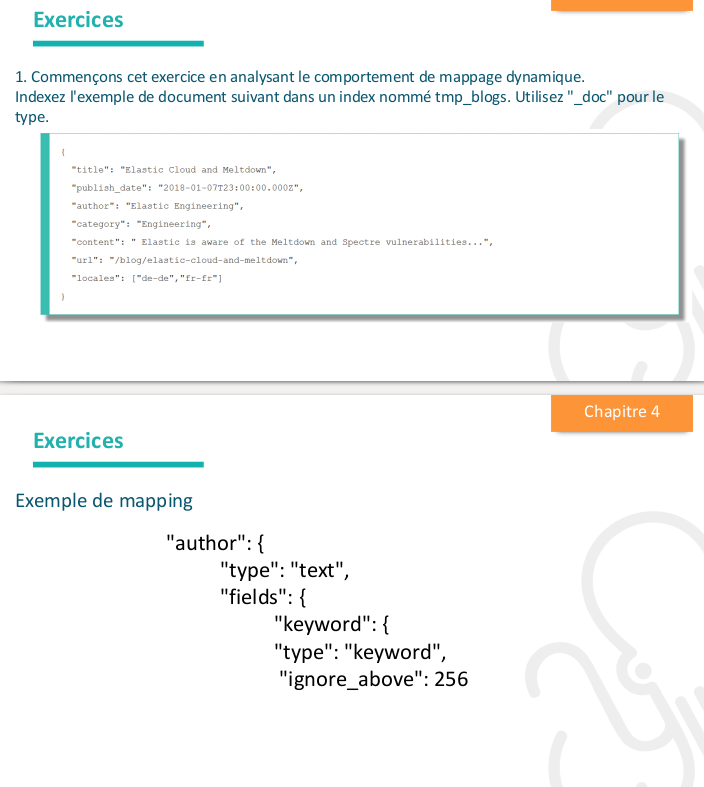 Exercices
1. Commençons cet exercice en analysant le comportement de mappage dynamique.
Indexez l'exemple de document suivant dans un index nommé tmp_blogs. Utilisez "_doc" pour le
type.
{
"title": "Elastic Cloud and Meltdown",
"publish_date": "2018-01-07T23:00:00.000Z",
"author": "Elastic Engineering",
"category": "Engineering",
"content": " Elastic is aware of the Meltdown and Spectre vulnerabilities...",
"url": "/blog/elastic-cloud-and-meltdown",
"locales": ["de-de","fr-fr"]
}
Chapitre 4
Exercices
Exemple de mapping
"author": {
"type": "text",
"fields": {
"keyword": {
"type": "keyword",
"ignore_above": 256